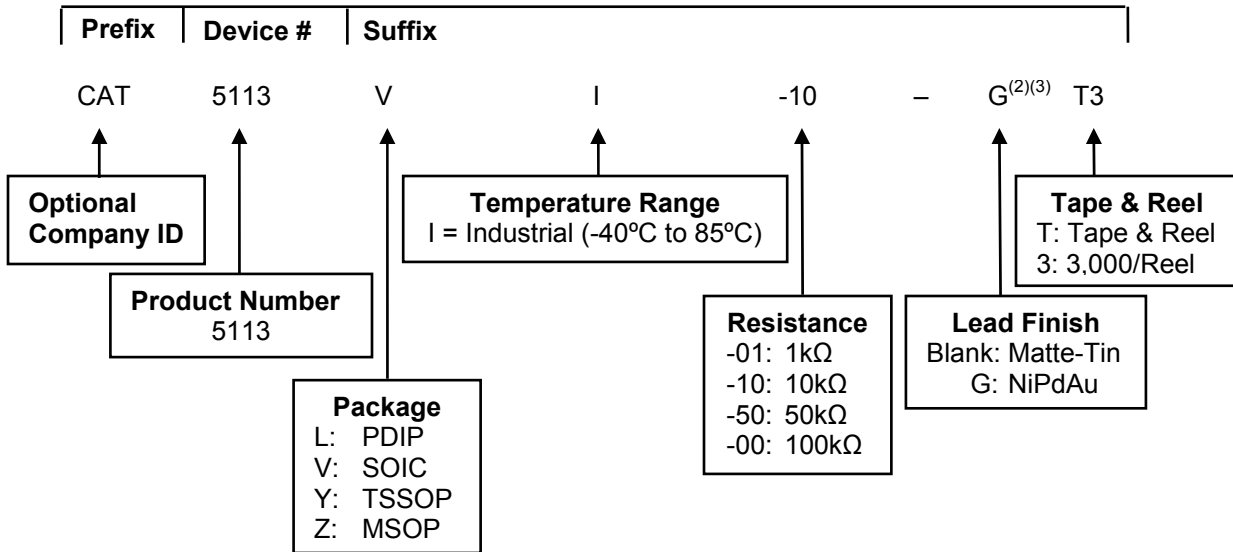 Prefix Device # Suffix
CAT 5113 V I -10 – G(2)(3) T3
Optional
Company ID
Product Number
5113
Package
L: PDIP
V: SOIC
Y: TSSOP
Z: MSOP
Temperature Range
I = Industrial (-40ºC to 85ºC)
Resistance
-01: 1kΩ
-10: 10kΩ
-50: 50kΩ
-00: 100kΩ
Lead Finish
Blank: Matte-Tin
G: NiPdAu
Tape & Reel
T: Tape & Reel
3: 3,000/Reel